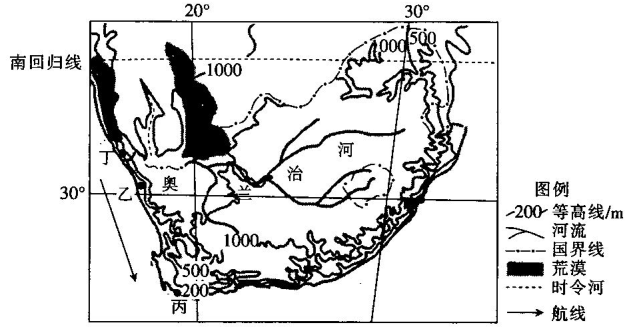 20° 30°
1000 1000 500
南回归线
丁
乙 奥 兰 治 河
30°
1000
500
200
丙
图例
200 等高线/m
河流
国界线
荒漠
时令河
航线